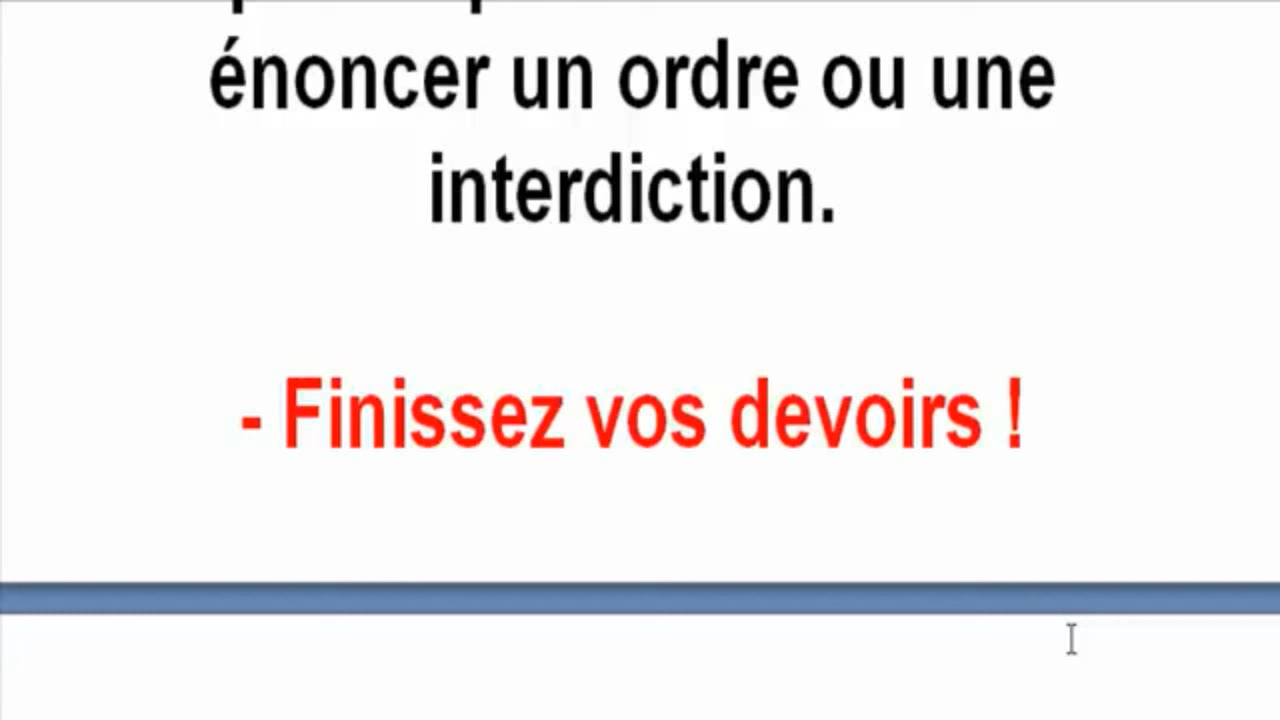 énoncer un ordre ou une
interdiction.
- Finissez vos devoirs !